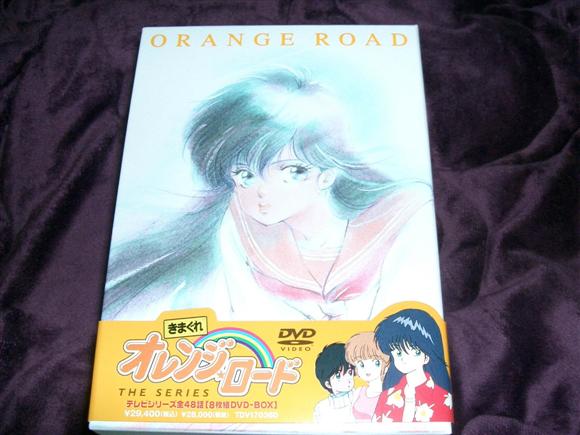 ORANGE ROAD
きまぐれ
オレンジ☆ロード
THE SERIES
DVD
VIDEO
テレビシリーズ全48話【8枚組DVD-BOX】
¥29,400(税込) ¥28,000(税抜) TDV17036D